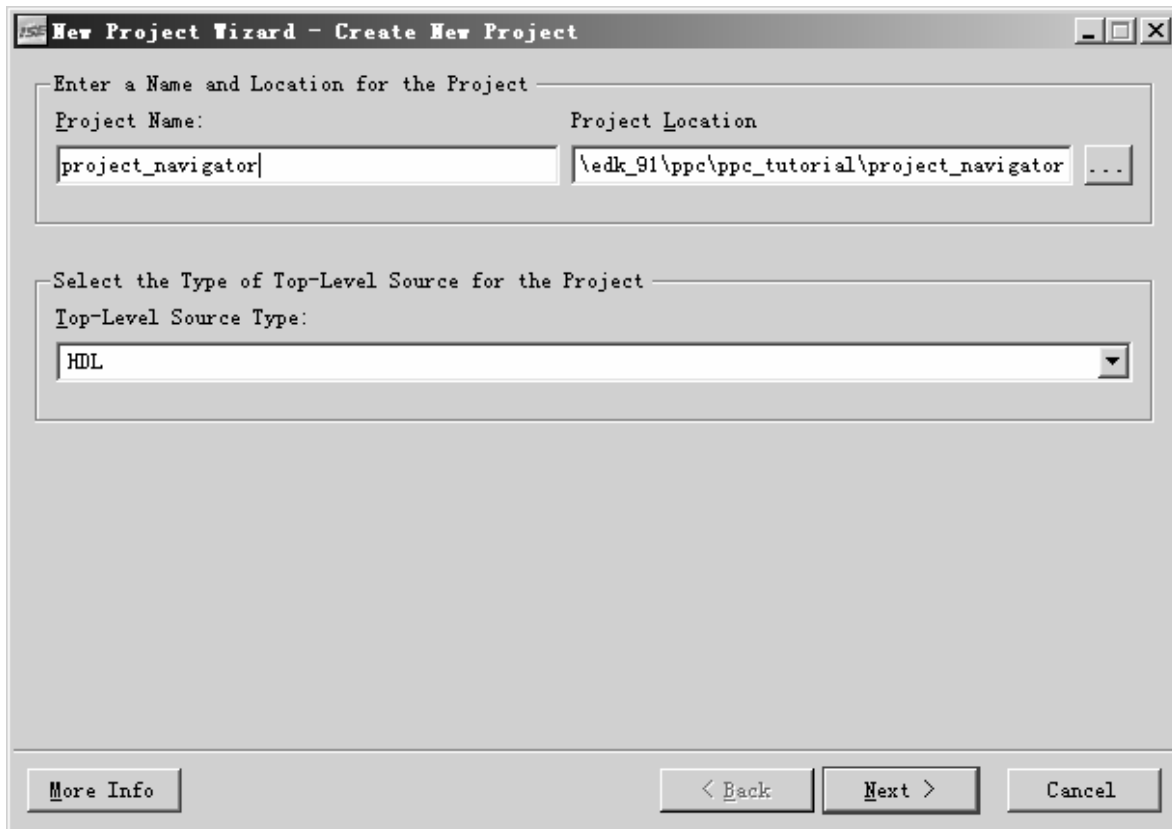 ISE New Project Wizard - Create New Project
Enter a Name and Location for the Project
Project Name: Project Location
project_navigator \edk_91\ppc\ppc_tutorial\project_navigator ...
Select the Type of Top-Level Source for the Project
Top-Level Source Type:
HDL
More Info < Back Next > Cancel